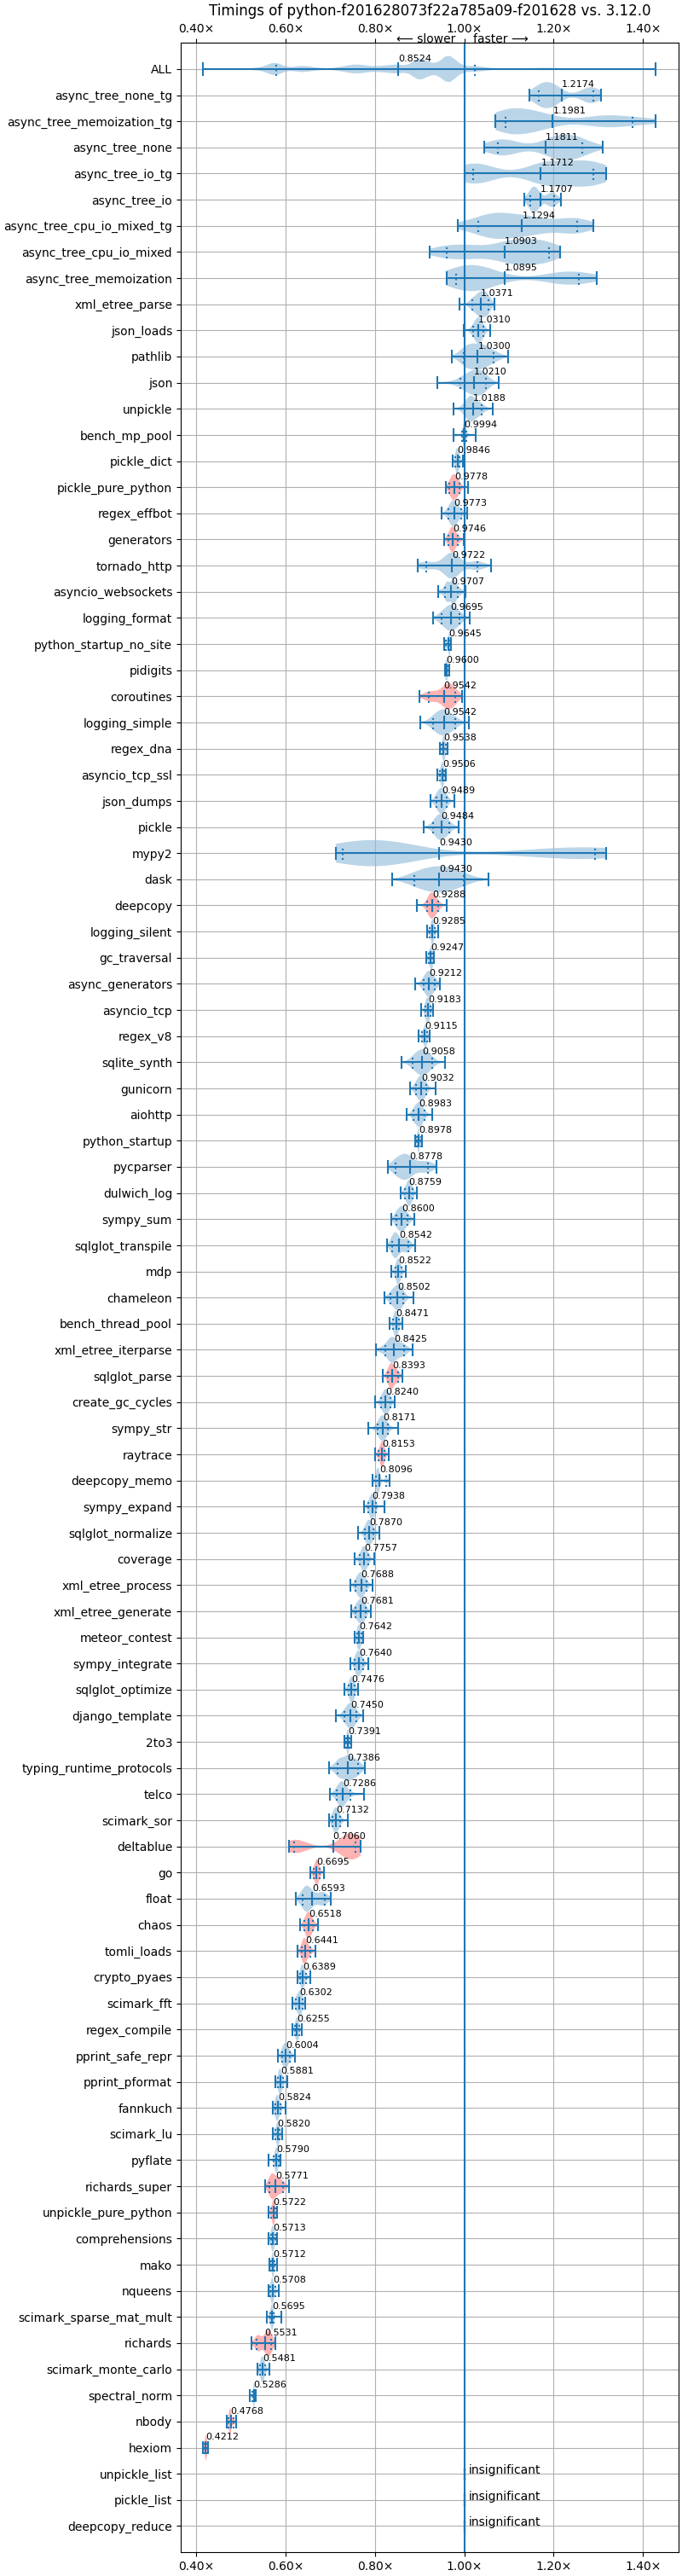 Timings of python-f201628073f22a785a09-f201628 vs. 3.12.0
0.40× 0.60× 0.80× 1.00× 1.20× 1.40×
⟵ slower faster ⟶
ALL 0.8524
async_tree_none_tg 1.2174
async_tree_memoization_tg 1.1981
async_tree_none 1.1811
async_tree_io_tg 1.1712
async_tree_io 1.1707
async_tree_cpu_io_mixed_tg 1.1294
async_tree_cpu_io_mixed 1.0903
async_tree_memoization 1.0895
xml_etree_parse 1.0371
json_loads 1.0310
pathlib 1.0300
json 1.0210
unpickle 1.0188
bench_mp_pool 0.9994
pickle_dict 0.9846
pickle_pure_python 0.9778
regex_effbot 0.9773
generators 0.9746
tornado_http 0.9722
asyncio_websockets 0.9707
logging_format 0.9695
python_startup_no_site 0.9645
pidigits 0.9600
coroutines 0.9542
logging_simple 0.9542
regex_dna 0.9538
asyncio_tcp_ssl 0.9506
json_dumps 0.9489
pickle 0.9484
mypy2 0.9430
dask 0.9430
deepcopy 0.9288
logging_silent 0.9285
gc_traversal 0.9247
async_generators 0.9212
asyncio_tcp 0.9183
regex_v8 0.9115
sqlite_synth 0.9058
gunicorn 0.9032
aiohttp 0.8983
python_startup 0.8978
pycparser 0.8778
dulwich_log 0.8759
sympy_sum 0.8600
sqlglot_transpile 0.8542
mdp 0.8522
chameleon 0.8502
bench_thread_pool 0.8471
xml_etree_iterparse 0.8425
sqlglot_parse 0.8393
create_gc_cycles 0.8240
sympy_str 0.8171
raytrace 0.8153
deepcopy_memo 0.8096
sympy_expand 0.7938
sqlglot_normalize 0.7870
coverage 0.7757
xml_etree_process 0.7688
xml_etree_generate 0.7681
meteor_contest 0.7642
sympy_integrate 0.7640
sqlglot_optimize 0.7476
django_template 0.7450
2to3 0.7391
typing_runtime_protocols 0.7386
telco 0.7286
scimark_sor 0.7132
deltablue 0.7060
go 0.6695
float 0.6593
chaos 0.6518
tomli_loads 0.6441
crypto_pyaes 0.6389
scimark_fft 0.6302
regex_compile 0.6255
pprint_safe_repr 0.6004
pprint_pformat 0.5881
fannkuch 0.5824
scimark_lu 0.5820
pyflate 0.5790
richards_super 0.5771
unpickle_pure_python 0.5722
comprehensions 0.5713
mako 0.5712
nqueens 0.5708
scimark_sparse_mat_mult 0.5695
richards 0.5531
scimark_monte_carlo 0.5481
spectral_norm 0.5286
nbody 0.4768
hexiom 0.4212
unpickle_list insignificant
pickle_list insignificant
deepcopy_reduce insignificant
0.40× 0.60× 0.80× 1.00× 1.20× 1.40×